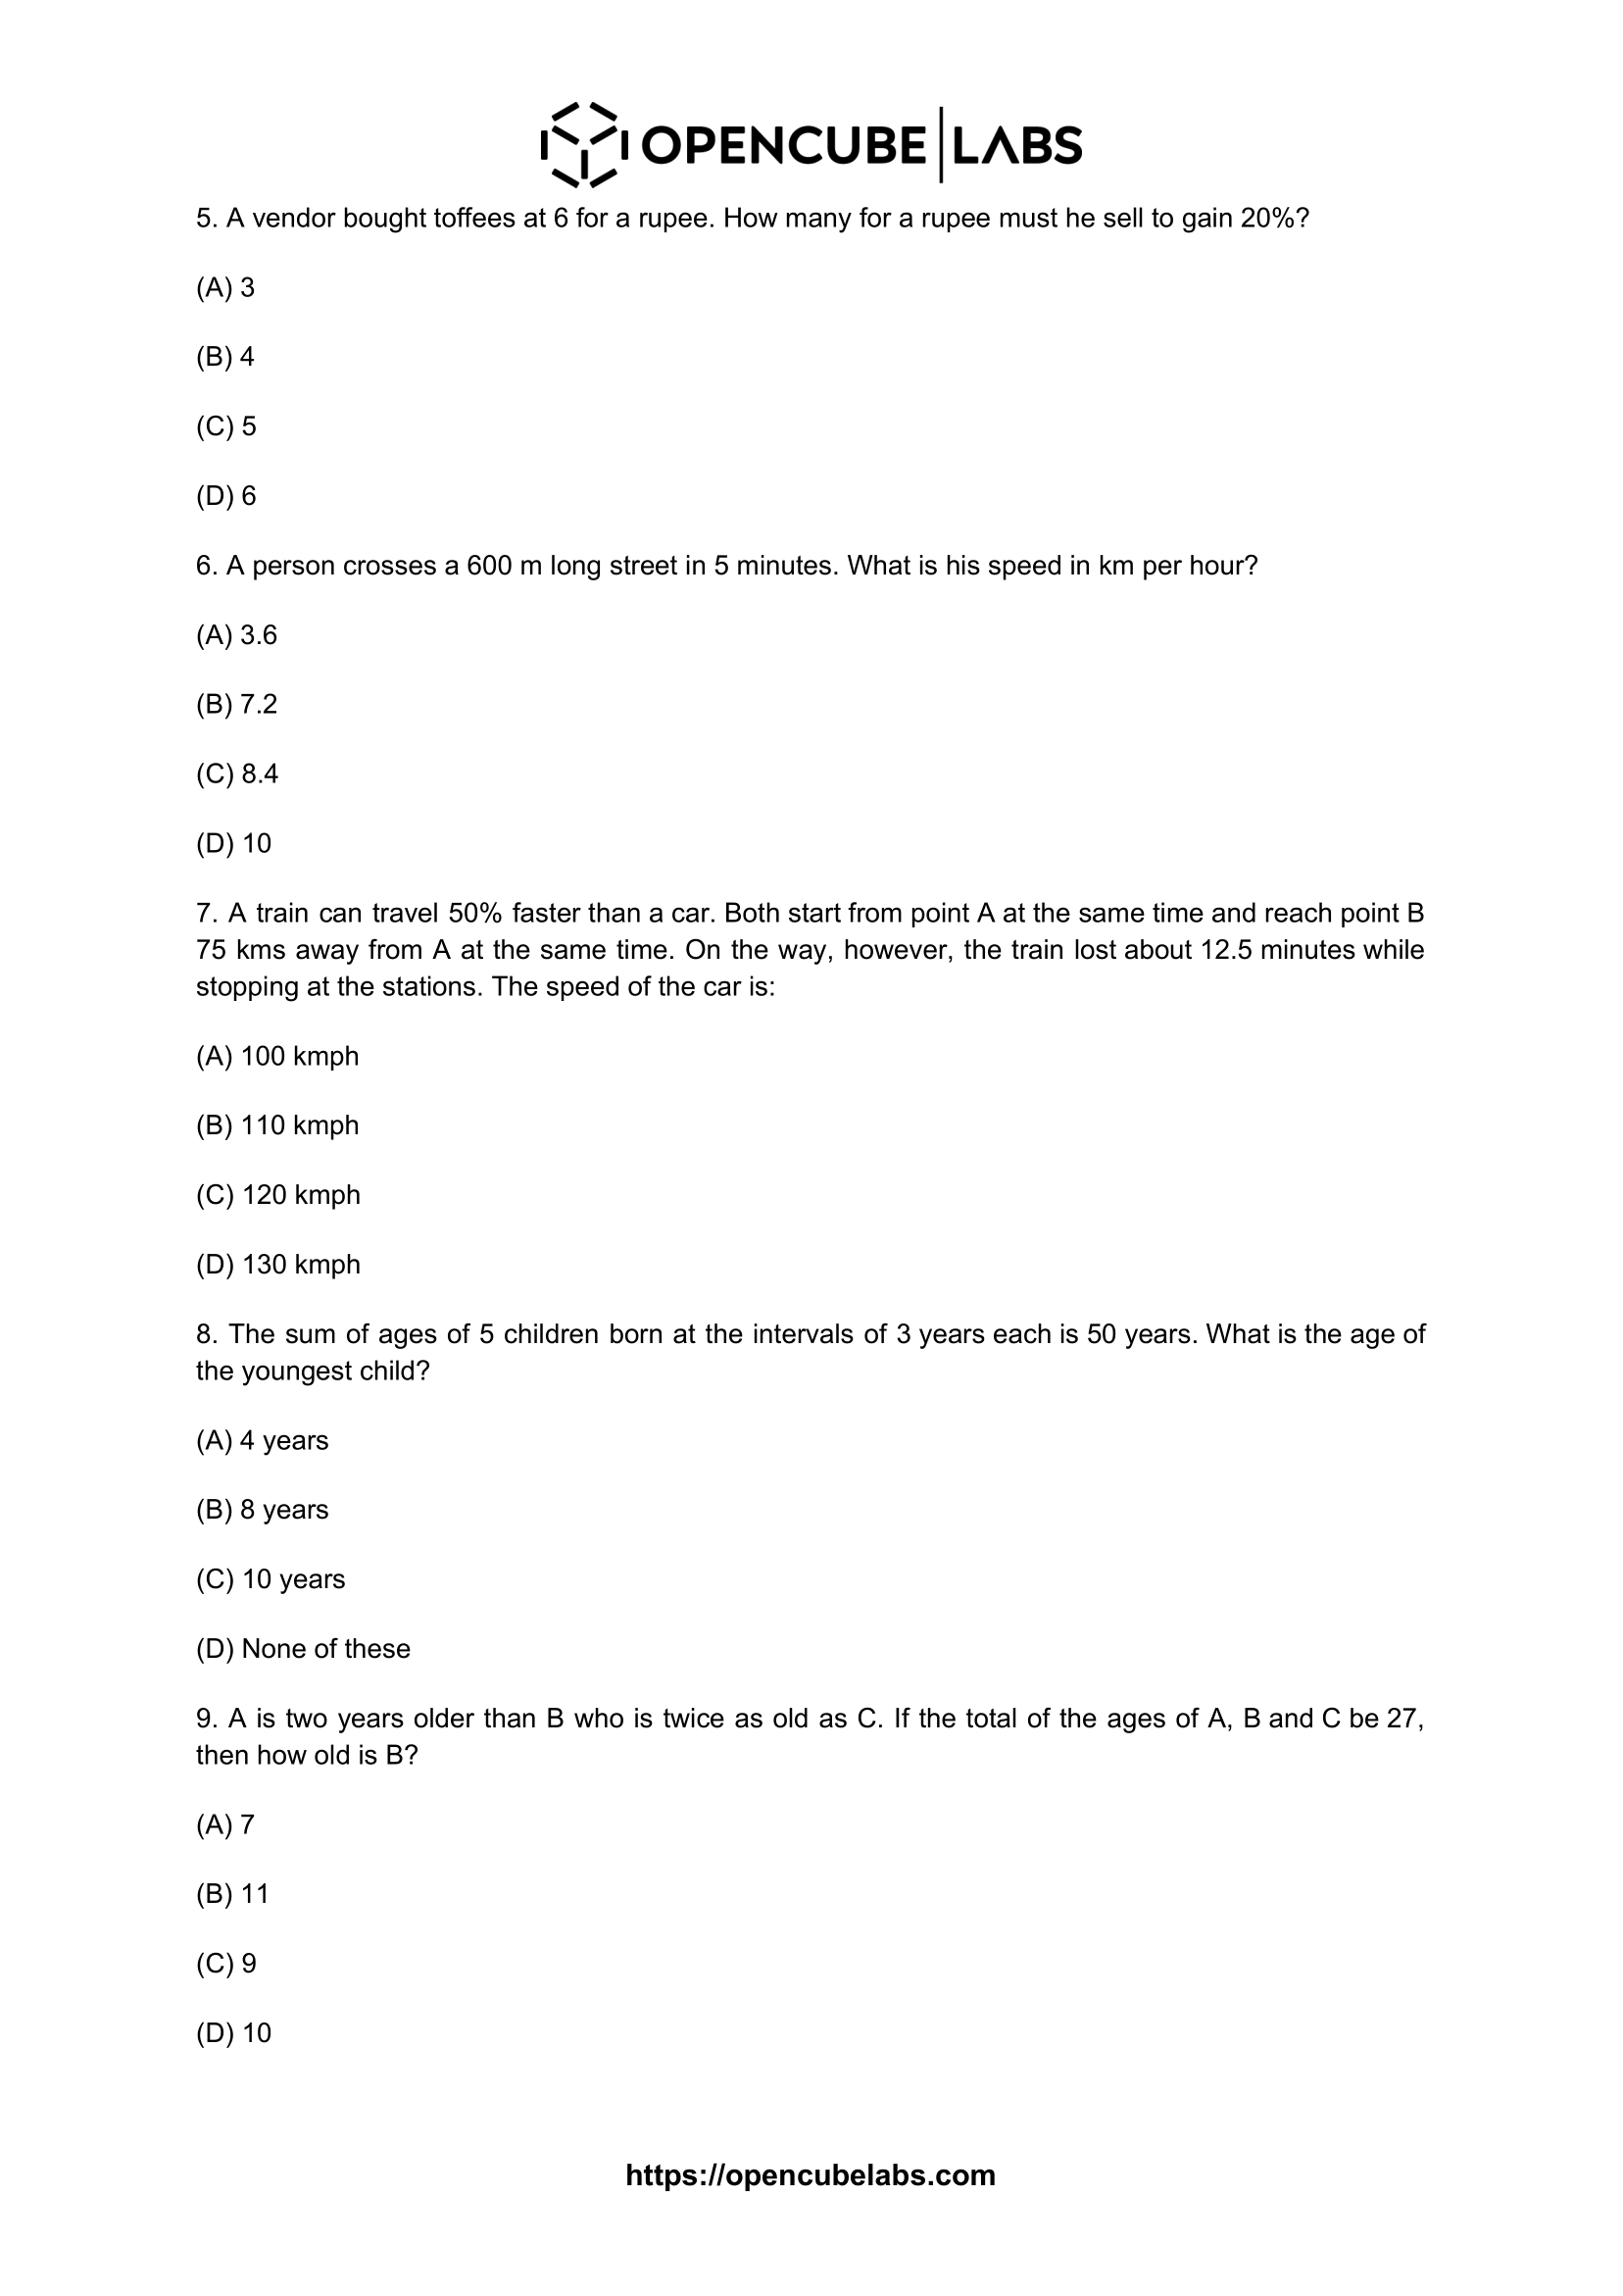 OPENCUBE|LABS
5. A vendor bought toffees at 6 for a rupee. How many for a rupee must he sell to gain 20%?
(A) 3
(B) 4
(C) 5
(D) 6
6. A person crosses a 600 m long street in 5 minutes. What is his speed in km per hour?
(A) 3.6
(B) 7.2
(C) 8.4
(D) 10
7. A train can travel 50% faster than a car. Both start from point A at the same time and reach point B
75 kms away from A at the same time. On the way, however, the train lost about 12.5 minutes while
stopping at the stations. The speed of the car is:
(A) 100 kmph
(B) 110 kmph
(C) 120 kmph
(D) 130 kmph
8. The sum of ages of 5 children born at the intervals of 3 years each is 50 years. What is the age of
the youngest child?
(A) 4 years
(B) 8 years
(C) 10 years
(D) None of these
9. A is two years older than B who is twice as old as C. If the total of the ages of A, B and C be 27,
then how old is B?
(A) 7
(B) 11
(C) 9
(D) 10
https://opencubelabs.com